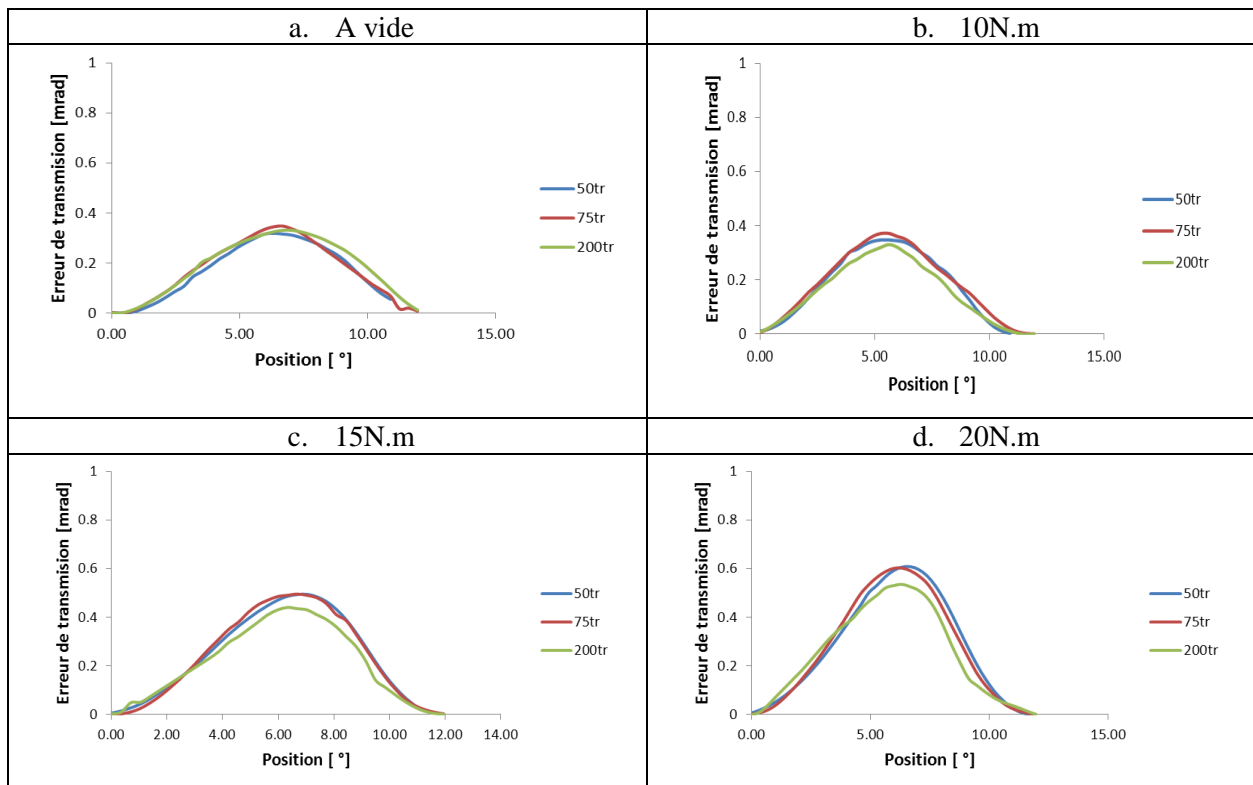 a. A vide
Erreur de transmision [mrad]
1
0.8
0.6
0.4
0.2
0
0.00
5.00
10.00
15.00
Position [ °]
50tr
75tr
200tr
b. 10N.m
Erreur de transmision [mrad]
1
0.8
0.6
0.4
0.2
0
0.00
5.00
10.00
15.00
Position [ °]
50tr
75tr
200tr
c. 15N.m
Erreur de transmision [mrad]
1
0.8
0.6
0.4
0.2
0
0.00
2.00
4.00
6.00
8.00
10.00
12.00
14.00
Position [ °]
50tr
75tr
200tr
d. 20N.m
Erreur de transmision [mrad]
1
0.8
0.6
0.4
0.2
0
0.00
5.00
10.00
15.00
Position [ °]
50tr
75tr
200tr